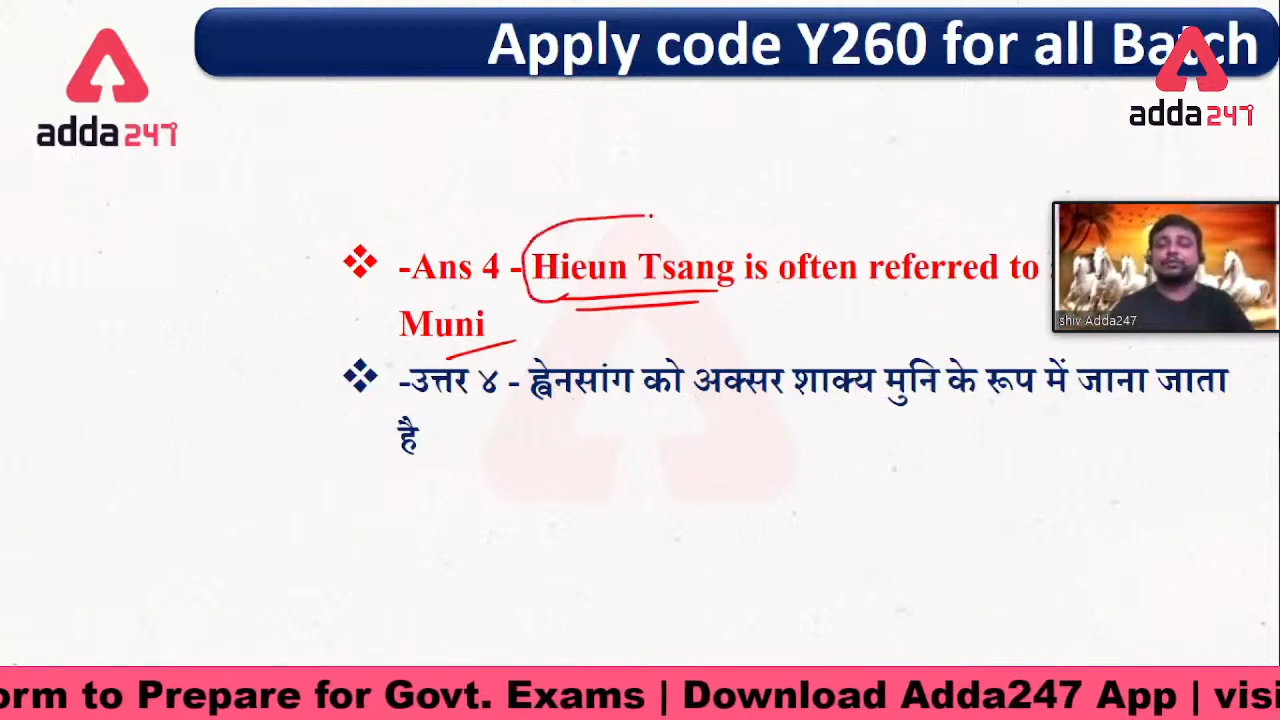 Apply code Y260 for all Batch
adda247
adda247
-Ans 4 - Hieun Tsang is often referred to
Muni
shiv Adda247
-उत्तर ४ - ह्वेनसांग को अक्सर शाक्य मुनि के रूप में जाना जाता
है
orm to Prepare for Govt. Exams | Download Adda247 App | visi